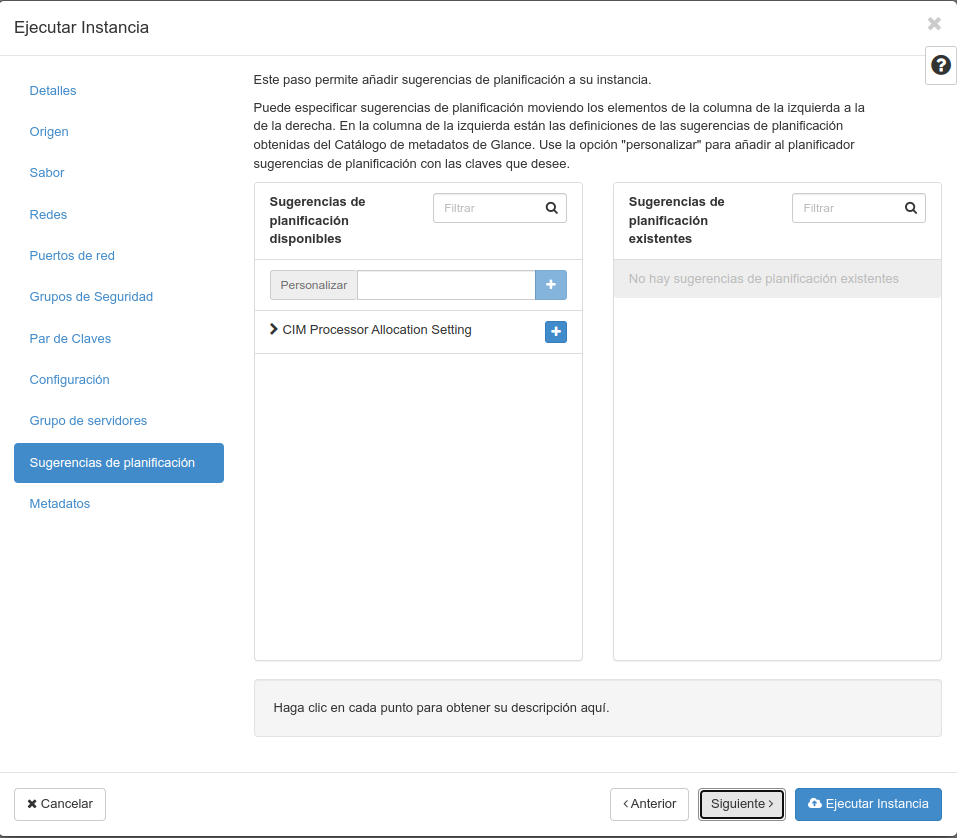 Ejecutar Instancia
Detalles
Origen
Sabor
Redes
Puertos de red
Grupos de Seguridad
Par de Claves
Configuración
Grupo de servidores
Sugerencias de planificación
Metadatos
Este paso permite añadir sugerencias de planificación a su instancia.
Puede especificar sugerencias de planificación moviendo los elementos de la columna de la izquierda a la
de la derecha. En la columna de la izquierda están las definiciones de las sugerencias de planificación
obtenidas del Catálogo de metadatos de Glance. Use la opción "personalizar" para añadir al planificador
sugerencias de planificación con las claves que desee.
Sugerencias de
planificación
disponibles
Filtrar
Personalizar
CIM Processor Allocation Setting
Sugerencias de
planificación
existentes
Filtrar
No hay sugerencias de planificación existentes
Haga clic en cada punto para obtener su descripción aquí.
Cancelar
Anterior
Siguiente
Ejecutar Instancia